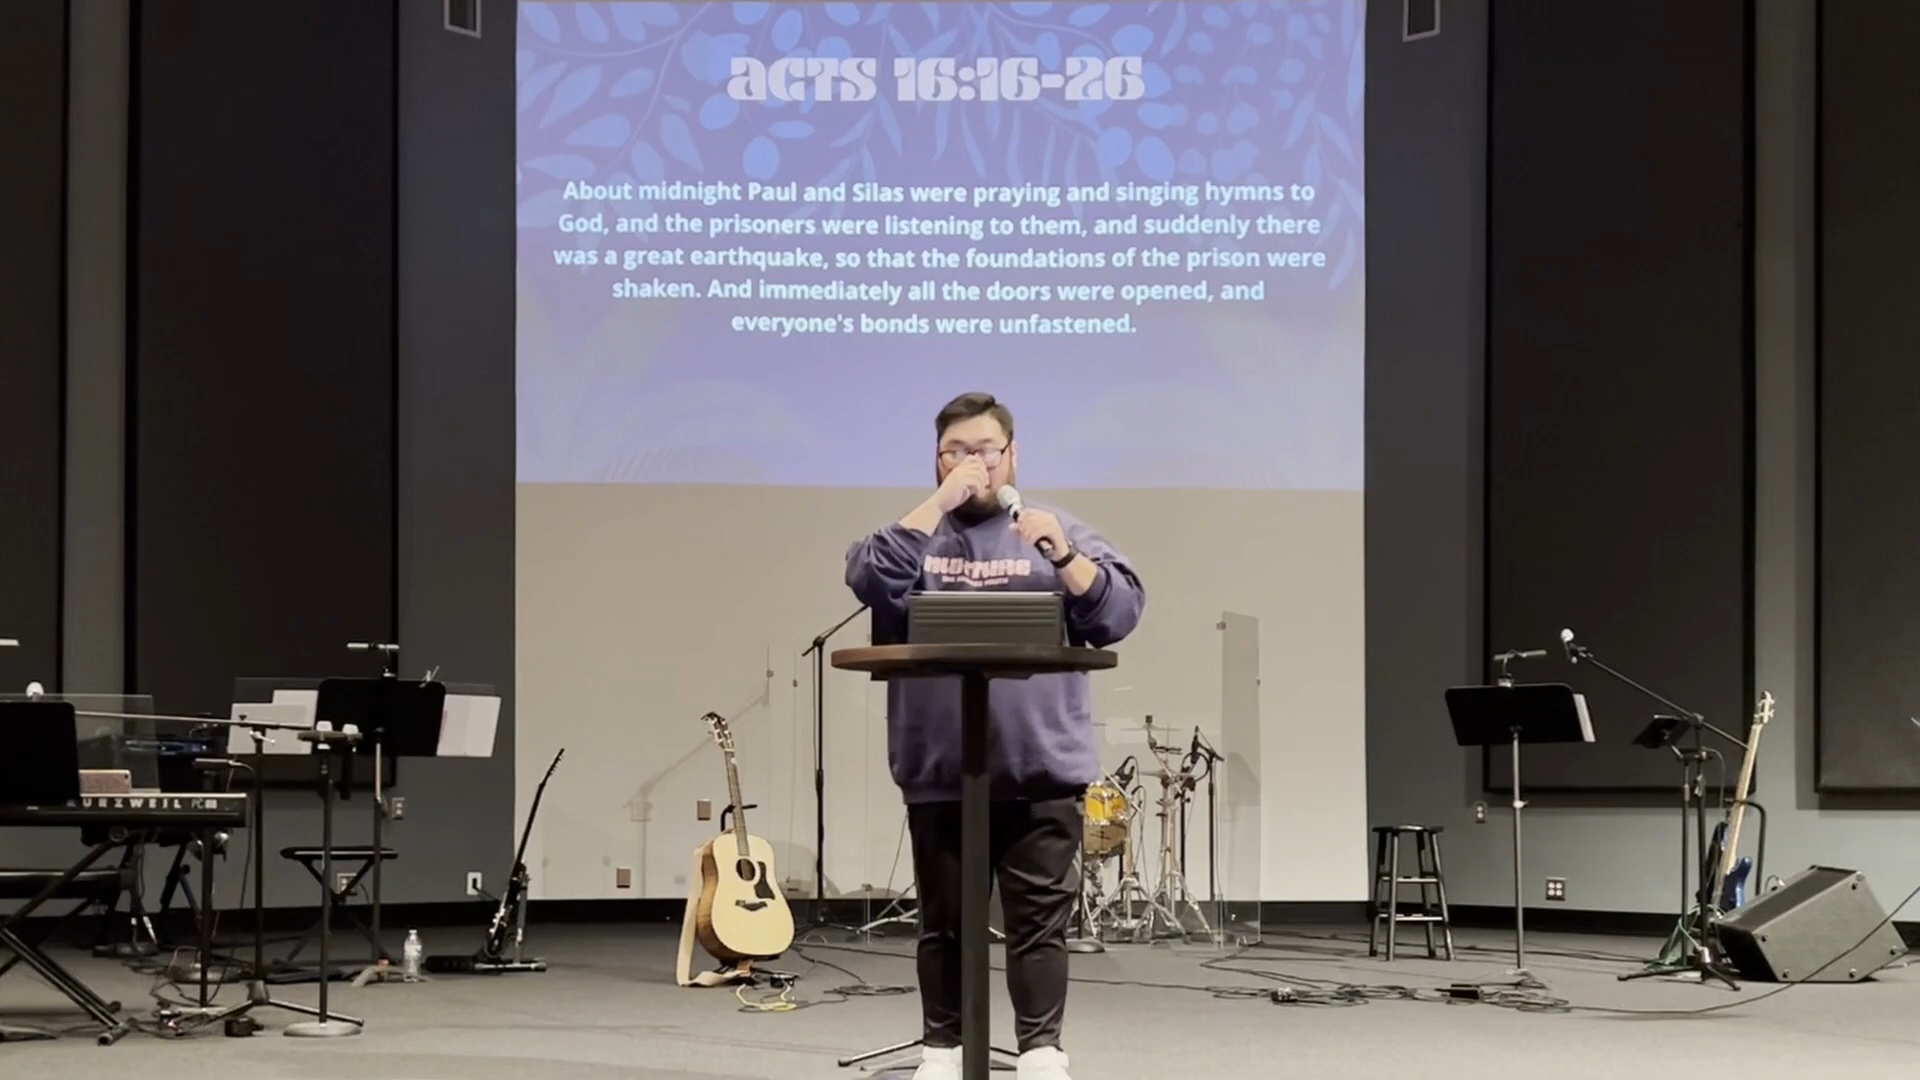 ACTS 16:16-26
About midnight Paul and Silas were praying and singing hymns to
God, and the prisoners were listening to them, and suddenly there
was a great earthquake, so that the foundations of the prison were
shaken. And immediately all the doors were opened, and
everyone's bonds were unfastened.
KURZWEIL PC